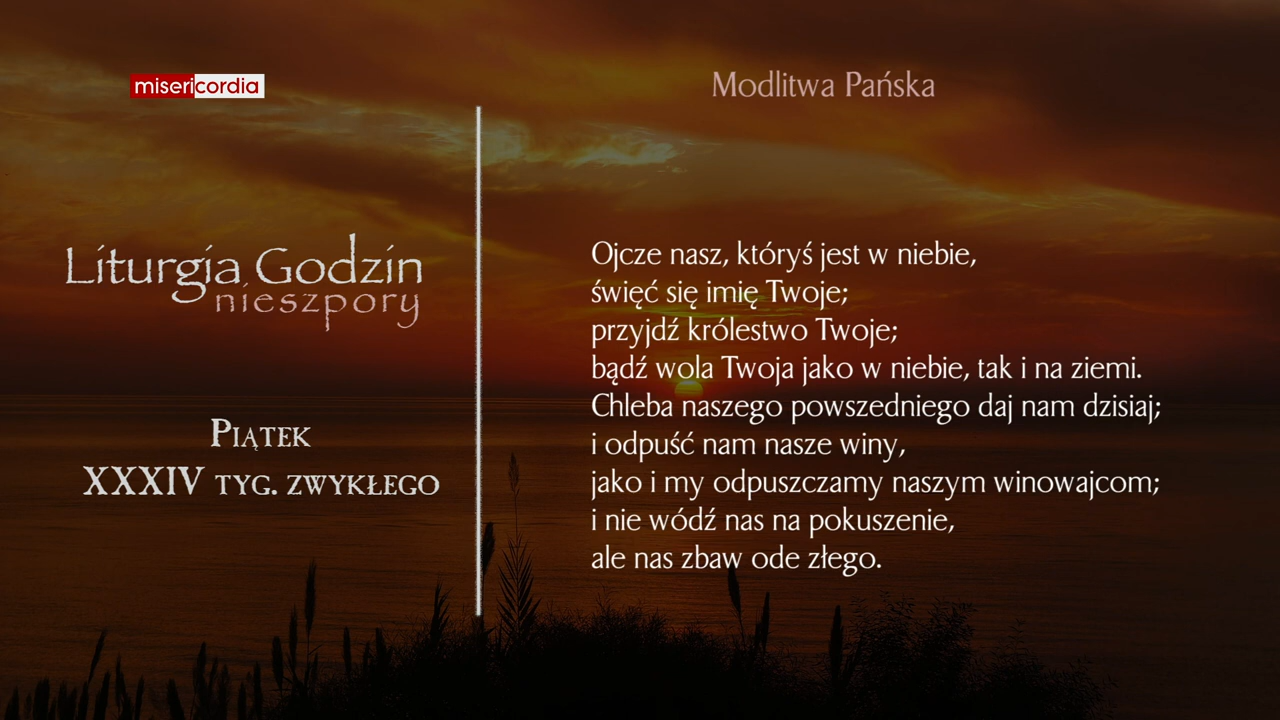 misericordia
Liturgia Godzin
nieszpory
Piątek
XXXIV tyg. zwykłego
Modlitwa Pańska
Ojcze nasz, któryś jest w niebie,
święć się imię Twoje;
przyjdź królestwo Twoje;
bądź wola Twoja jako w niebie, tak i na ziemi.
Chleba naszego powszedniego daj nam dzisiaj;
i odpuść nam nasze winy,
jako i my odpuszczamy naszym winowajcom;
i nie wódź nas na pokuszenie,
ale nas zbaw ode złego.